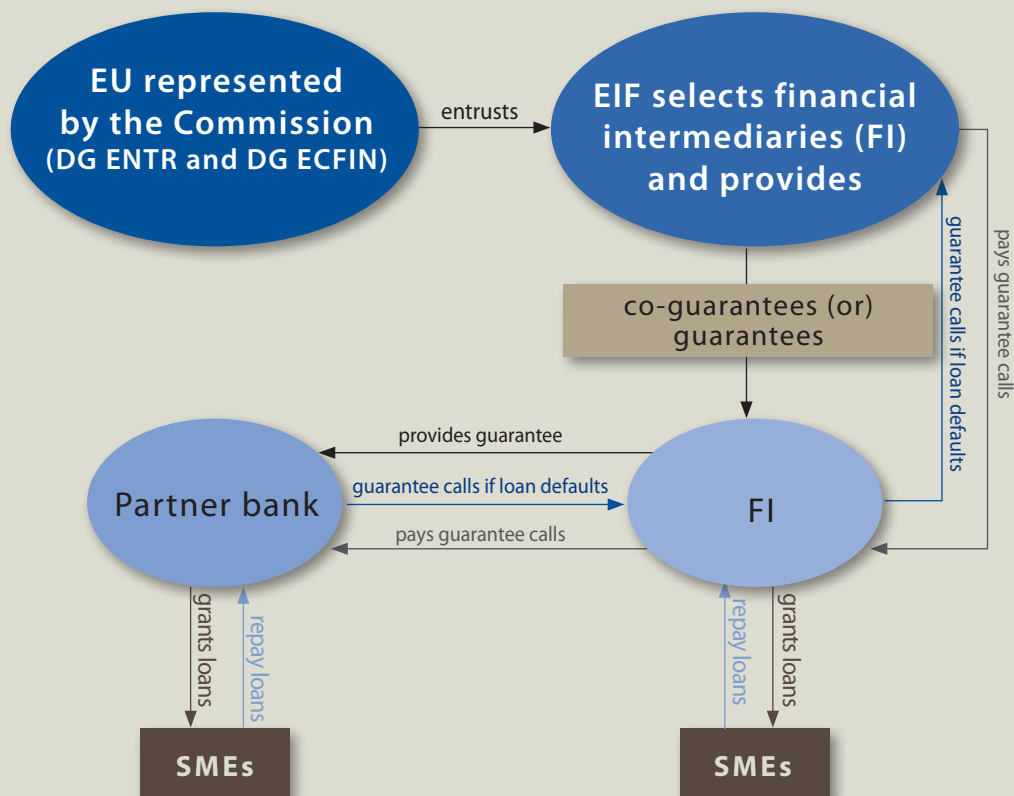 EU represented
by the Commission
(DG ENTR and DG ECFIN)
entrusts
EIF selects financial
intermediaries (FI)
and provides
co-guarantees (or)
guarantees
guarantee calls if loan defaults
pays guarantee calls
provides guarantee
guarantee calls if loan defaults
pays guarantee calls
Partner bank
FI
grants loans
repay loans
repay loans
grants loans
SMEs
SMEs